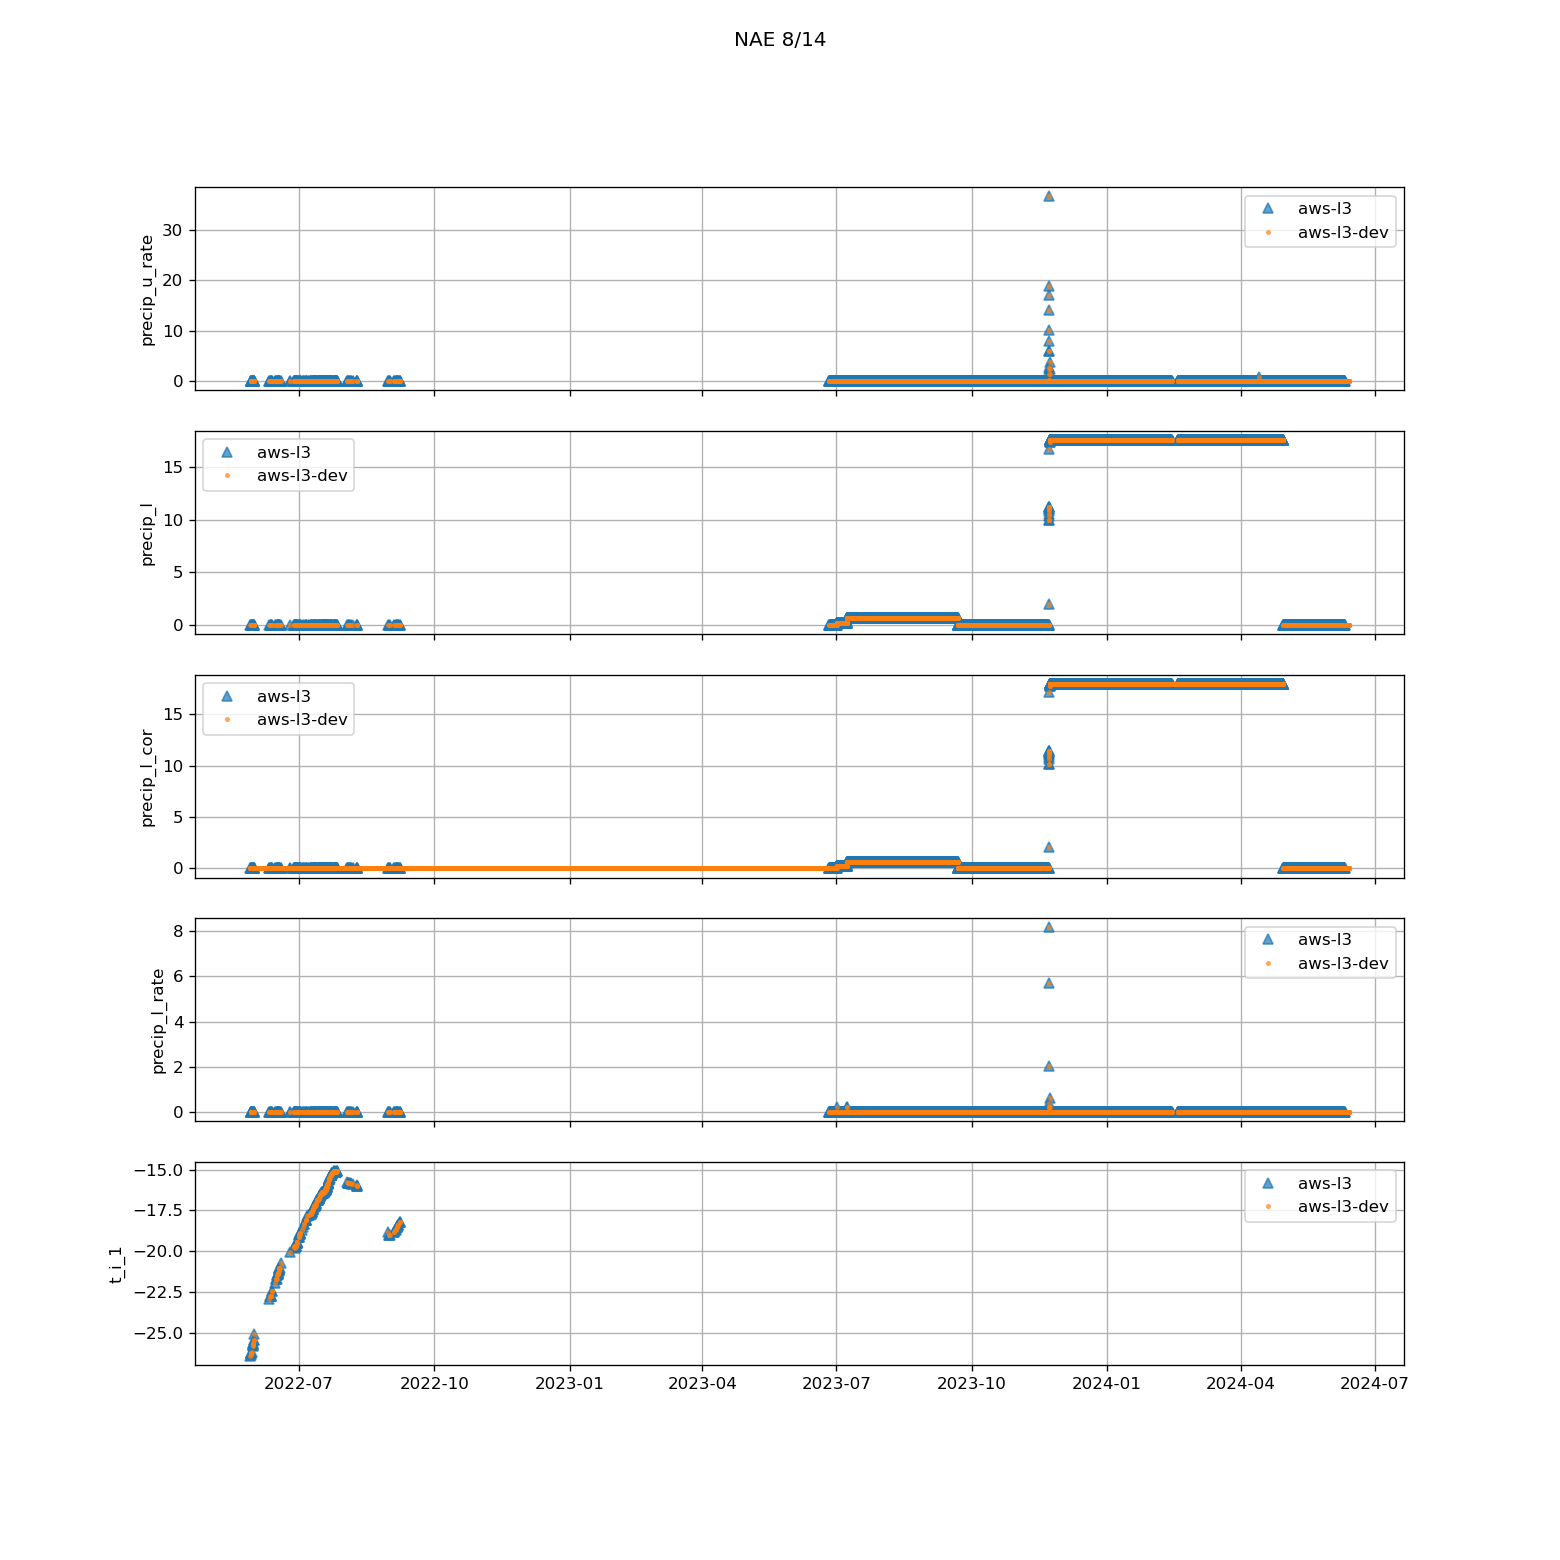 NAE 8/14
precip_u_rate
30
20
10
0
aws-l3
aws-l3-dev
precip_l
15
10
5
0
aws-l3
aws-l3-dev
precip_l_cor
15
10
5
0
aws-l3
aws-l3-dev
precip_l_rate
8
6
4
2
0
aws-l3
aws-l3-dev
t_i_1
−15.0
−17.5
−20.0
−22.5
−25.0
aws-l3
aws-l3-dev
2022-07 2022-10 2023-01 2023-04 2023-07 2023-10 2024-01 2024-04 2024-07